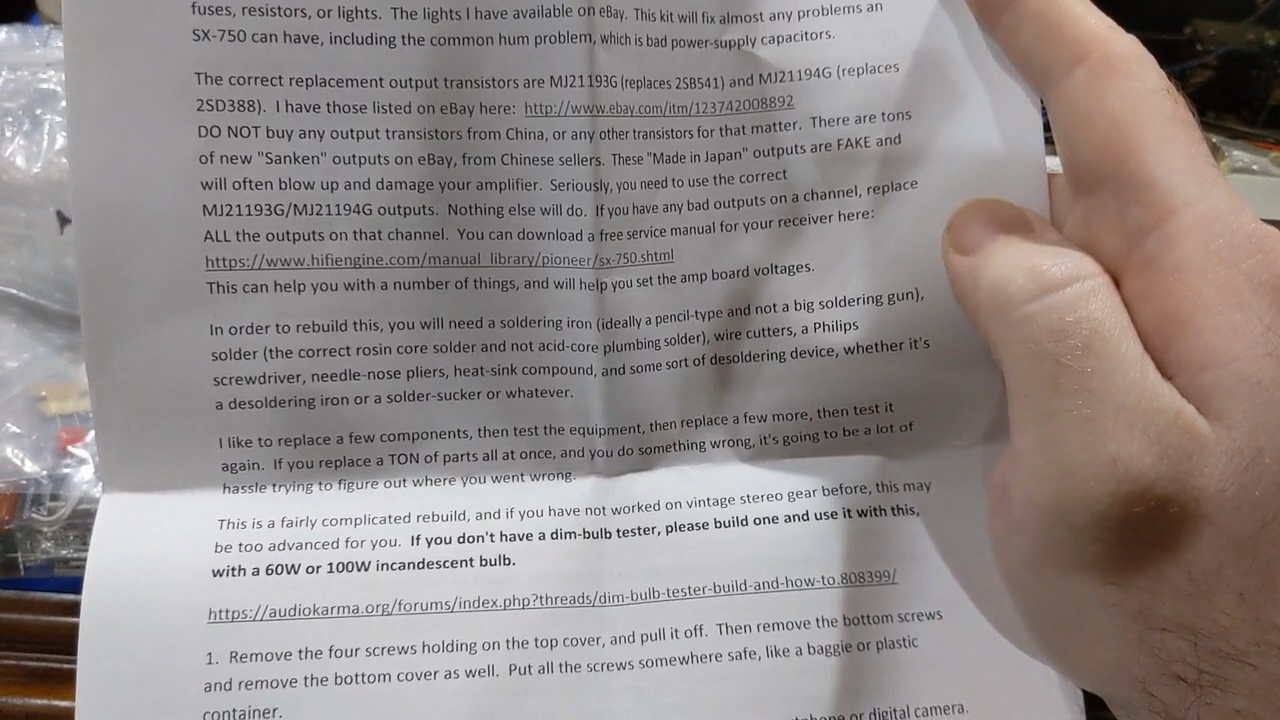 fuses, resistors, or lights.  The lights I have available on eBay. This kit will fix almost any problems an
SX-750 can have, including the common hum problem, which is bad power-supply capacitors.
The correct replacement output transistors are MJ21193G (replaces 2SB541) and MJ21194G (replaces
2SD388).  I have those listed on eBay here:  http://www.ebay.com/itm/123742008892
DO NOT buy any output transistors from China, or any other transistors for that matter.  There are tons
of new "Sanken" outputs on eBay, from Chinese sellers.  These "Made in Japan" outputs are FAKE and
will often blow up and damage your amplifier.  Seriously, you need to use the correct
MJ21193G/MJ21194G outputs.  Nothing else will do.  If you have any bad outputs on a channel, replace
ALL the outputs on that channel.  You can download a free service manual for your receiver here:
https://www.hifiengine.com/manual_library/pioneer/sx-750.shtml
This can help you with a number of things, and will help you set the amp board voltages.
In order to rebuild this, you will need a soldering iron (ideally a pencil-type and not a big soldering gun),
solder (the correct rosin core solder and not acid-core plumbing solder), wire cutters, a Philips
screwdriver, needle-nose pliers, heat-sink compound, and some sort of desoldering device, whether it's
a desoldering iron or a solder-sucker or whatever.
I like to replace a few components, then test the equipment, then replace a few more, then test it
again.  If you replace a TON of parts all at once, and you do something wrong, it's going to be a lot of
hassle trying to figure out where you went wrong.
This is a fairly complicated rebuild, and if you have not worked on vintage stereo gear before, this may
be too advanced for you.  If you don't have a dim-bulb tester, please build one and use it with this,
with a 60W or 100W incandescent bulb.
https://audiokarma.org/forums/index.php?threads/dim-bulb-tester-build-and-how-to.808399/
1.  Remove the four screws holding on the top cover, and pull it off.  Then remove the bottom screws
and remove the bottom cover as well.  Put all the screws somewhere safe, like a baggie or plastic
container.
or digital camera.